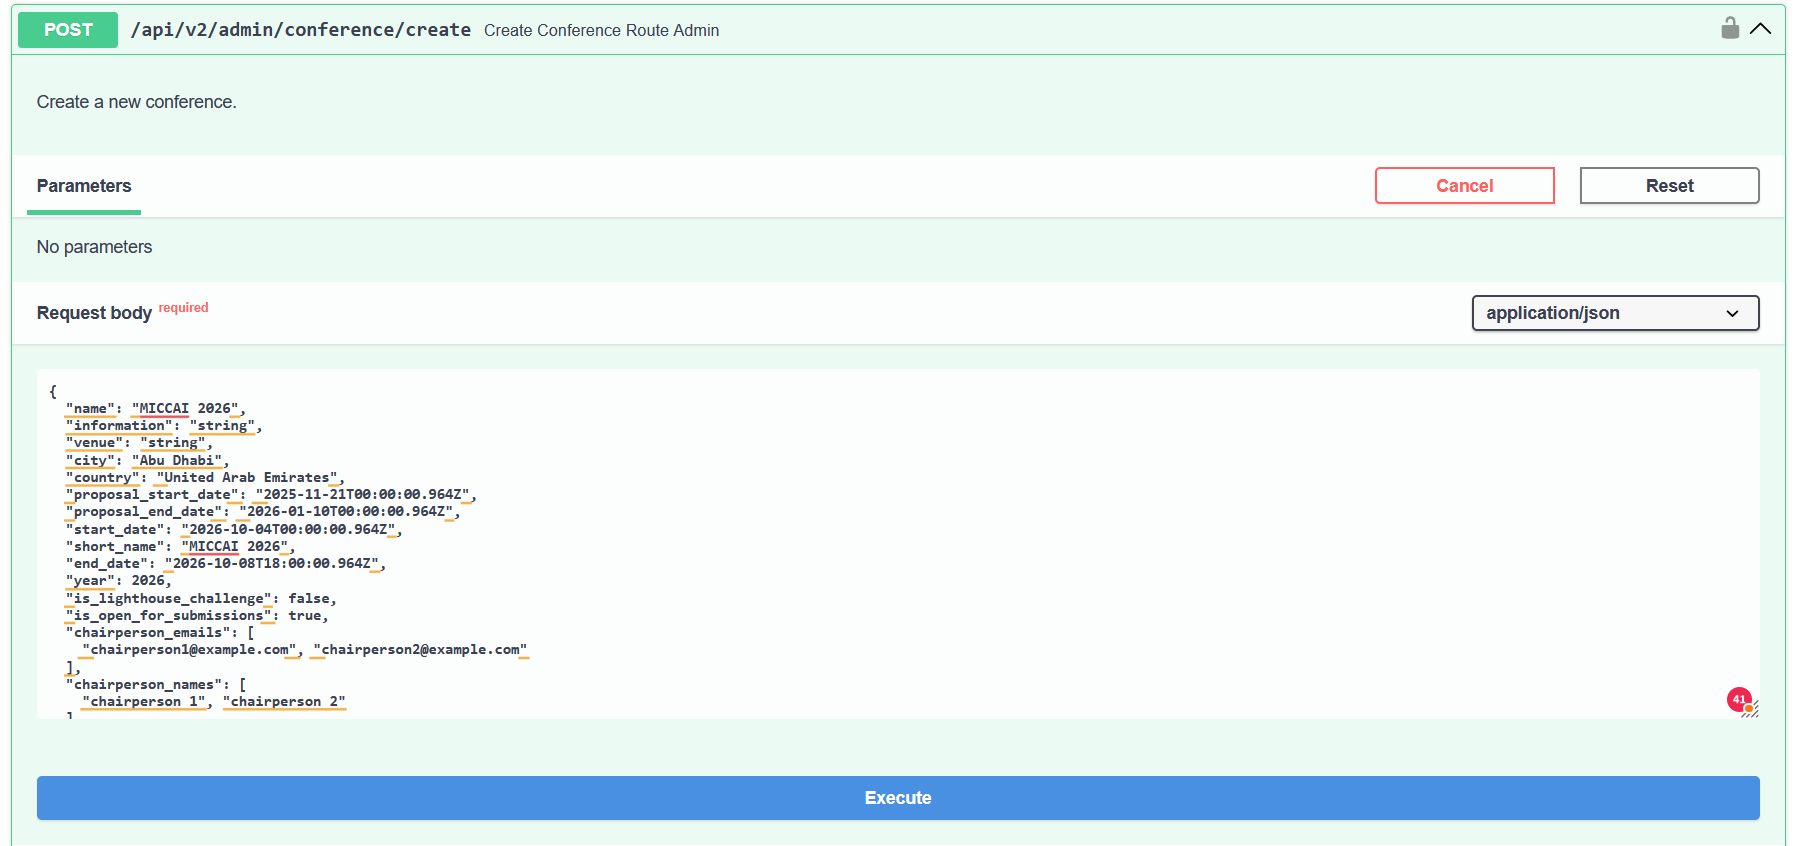 POST /api/v2/admin/conference/create Create Conference Route Admin
Create a new conference.
Parameters Cancel Reset
No parameters
Request body required application/json
{
  "name": "MICCAI 2026",
  "information": "string",
  "venue": "string",
  "city": "Abu Dhabi",
  "country": "United Arab Emirates",
  "proposal_start_date": "2025-11-21T00:00:00.964Z",
  "proposal_end_date": "2026-01-10T00:00:00.964Z",
  "start_date": "2026-10-04T00:00:00.964Z",
  "short_name": "MICCAI 2026",
  "end_date": "2026-10-08T18:00:00.964Z",
  "year": 2026,
  "is_lighthouse_challenge": false,
  "is_open_for_submissions": true,
  "chairperson_emails": [
    "chairperson1@example.com", "chairperson2@example.com"
  ],
  "chairperson_names": [
    "chairperson 1", "chairperson 2"
  ]
41
Execute